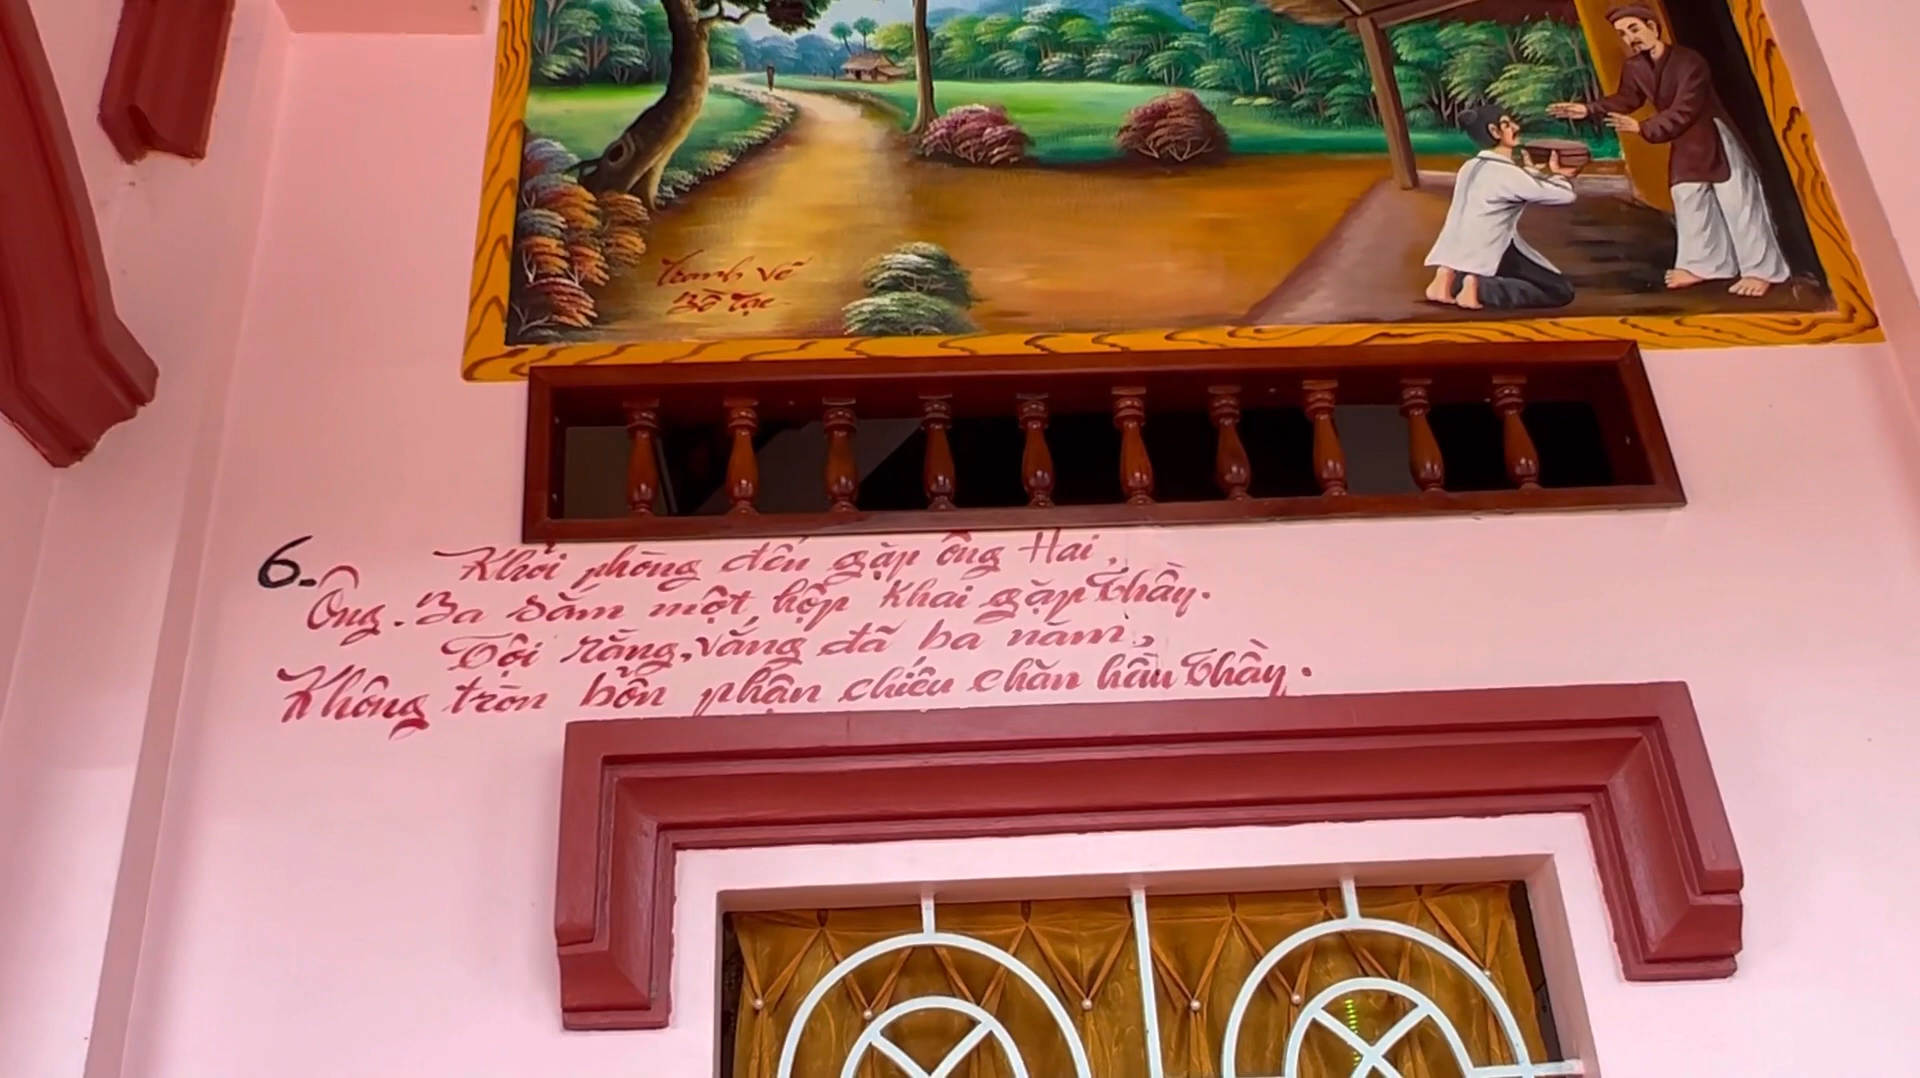 Tranh vẽ
Bồ Tạc
6. Khỏi phòng đến gặp ông Hai,
Ông Ba sắm một hộp khai gặp Thầy.
Tội rằng, vắng đã ba năm,
Không tròn bổn phận chiếu chăn hầu Thầy.